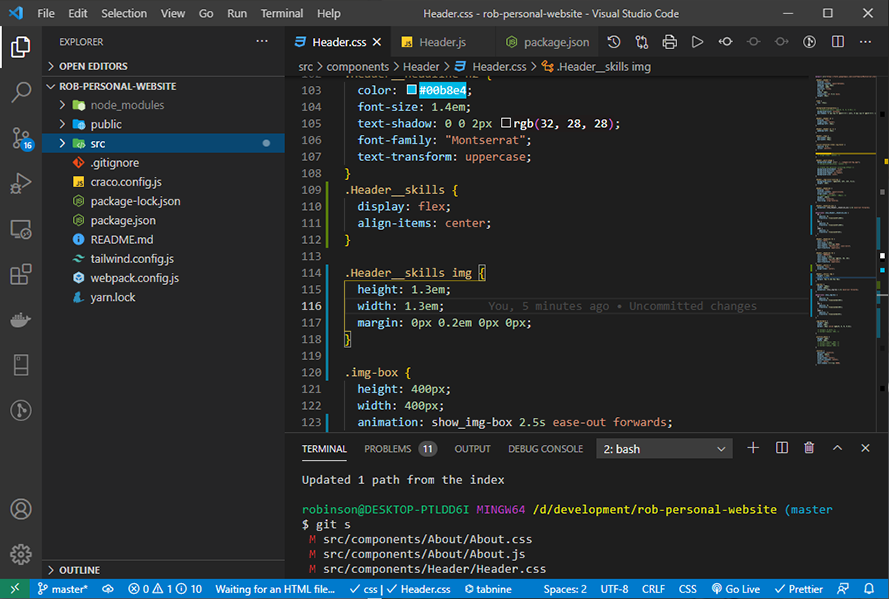 File Edit Selection View Go Run Terminal Help Header.css - rob-personal-website - Visual Studio Code
EXPLORER
OPEN EDITORS
ROB-PERSONAL-WEBSITE
node_modules
public
src
.gitignore
craco.config.js
package-lock.json
package.json
README.md
tailwind.config.js
webpack.config.js
yarn.lock
OUTLINE
16
Header.css Header.js package.json
src > components > Header > Header.css > .Header__skills img
102 .Header__headline h2 {
103 color: #00b8e4;
104 font-size: 1.4em;
105 text-shadow: 0 0 2px rgb(32, 28, 28);
106 font-family: "Montserrat";
107 text-transform: uppercase;
108 }
109 .Header__skills {
110 display: flex;
111 align-items: center;
112 }
113
114 .Header__skills img {
115 height: 1.3em;
116 width: 1.3em; You, 5 minutes ago • Uncommitted changes
117 margin: 0px 0.2em 0px 0px;
118 }
119
120 .img-box {
121 height: 400px;
122 width: 400px;
123 animation: show_img-box 2.5s ease-out forwards;
TERMINAL PROBLEMS 11 OUTPUT DEBUG CONSOLE 2: bash
Updated 1 path from the index
robinson@DESKTOP-PTLDD6I MINGW64 /d/development/rob-personal-website (master
$ git s
M src/components/About/About.css
M src/components/About/About.js
M src/components/Header/Header.css
master* 0 1 10 Waiting for an HTML file... css | Header.css tabnine Spaces: 2 UTF-8 CRLF CSS Go Live Prettier